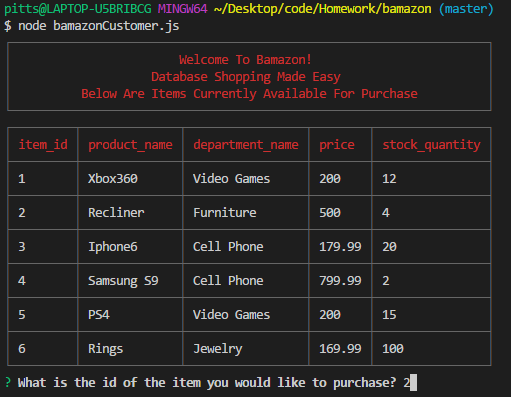 pitts@LAPTOP-U5BRIBCG MINGW64 ~/Desktop/code/Homework/bamazon (master)
$ node bamazonCustomer.js
Welcome To Bamazon!
Database Shopping Made Easy
Below Are Items Currently Available For Purchase
item_id product_name department_name price stock_quantity
1 Xbox360 Video Games 200 12
2 Recliner Furniture 500 4
3 Iphone6 Cell Phone 179.99 20
4 Samsung S9 Cell Phone 799.99 2
5 PS4 Video Games 200 15
6 Rings Jewelry 169.99 100
? What is the id of the item you would like to purchase? 2